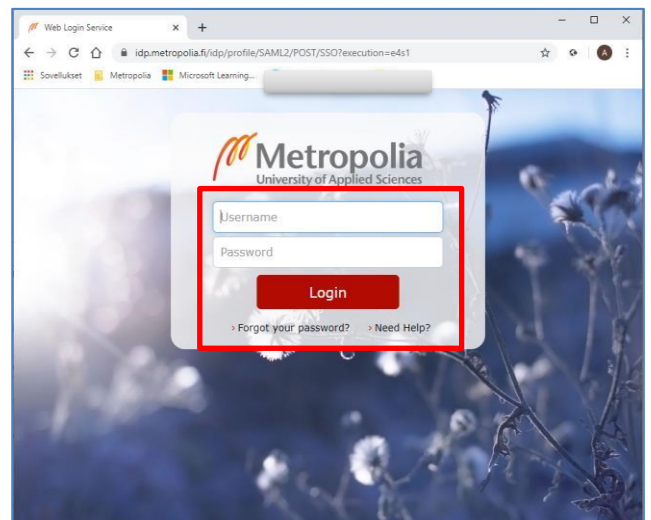 Web Login Service
idp.metropolia.fi/idp/profile/SAML2/POST/SSO?execution=e4s1
A
Sovellukset Metropolia Microsoft Learning...
Metropolia
University of Applied Sciences
Username
Password
Login
› Forgot your password? › Need Help?